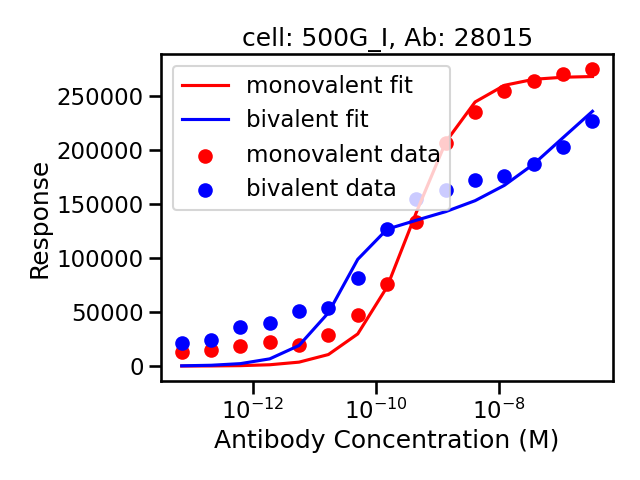 cell: 500G_I, Ab: 28015
monovalent fit
bivalent fit
monovalent data
bivalent data
Response
250000
200000
150000
100000
50000
0
10⁻¹² 10⁻¹⁰ 10⁻⁸
Antibody Concentration (M)